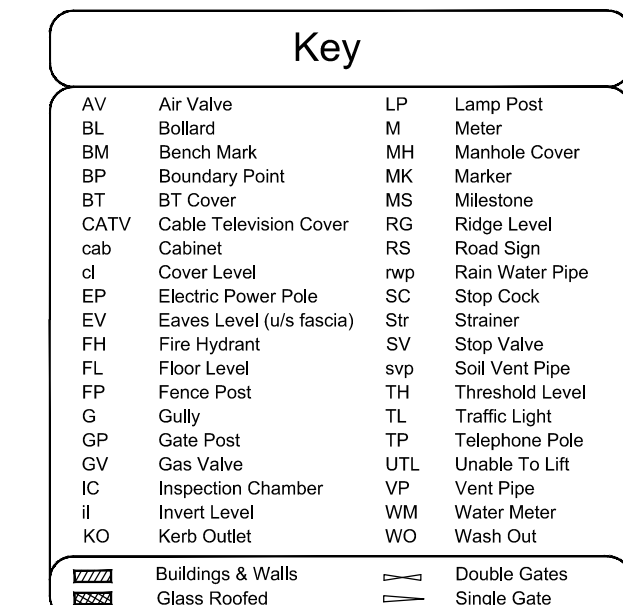 Key
AV Air Valve LP Lamp Post
BL Bollard M Meter
BM Bench Mark MH Manhole Cover
BP Boundary Point MK Marker
BT BT Cover MS Milestone
CATV Cable Television Cover RG Ridge Level
cab Cabinet RS Road Sign
cl Cover Level rwp Rain Water Pipe
EP Electric Power Pole SC Stop Cock
EV Eaves Level (u/s fascia) Str Strainer
FH Fire Hydrant SV Stop Valve
FL Floor Level svp Soil Vent Pipe
FP Fence Post TH Threshold Level
G Gully TL Traffic Light
GP Gate Post TP Telephone Pole
GV Gas Valve UTL Unable To Lift
IC Inspection Chamber VP Vent Pipe
il Invert Level WM Water Meter
KO Kerb Outlet WO Wash Out
Buildings & Walls Double Gates
Glass Roofed Single Gate